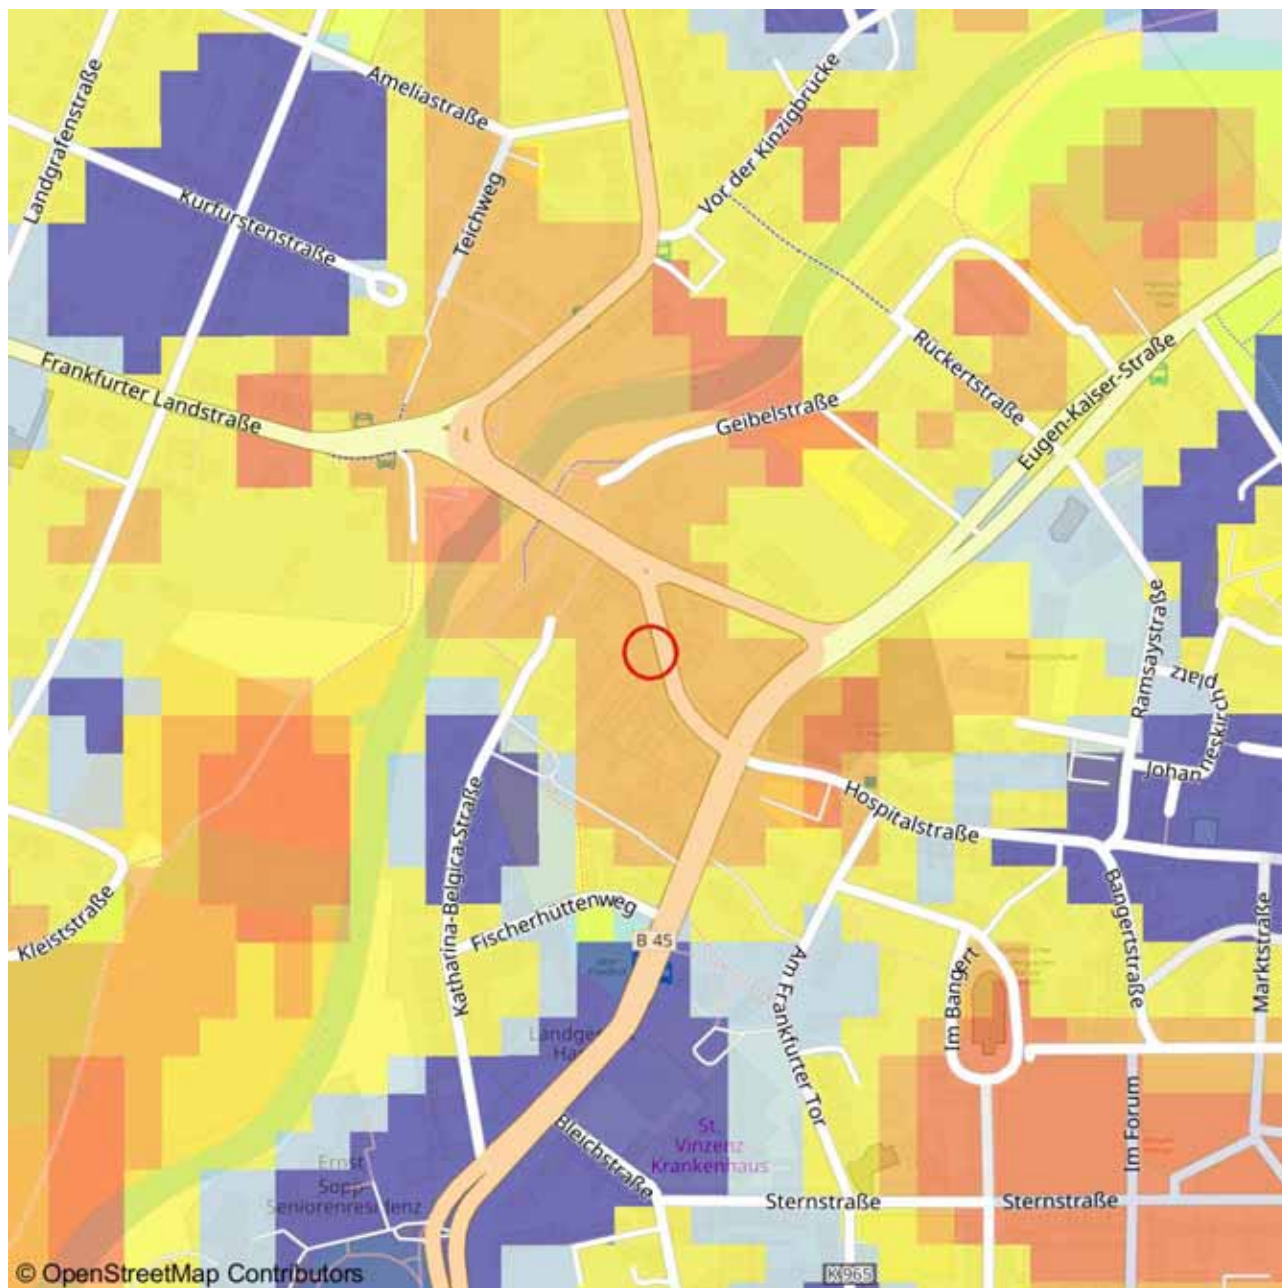 Ameliastraße
Landgrafenstraße
Vor der Kinzigbrücke
Kurfürstenstraße
Teichweg
Frankfurter Landstraße
Rückertstraße
Geibelstraße
Eugen-Kaiser-Straße
Ramsaystraße
Johanneskirch
platz
Hospitalstraße
Katharina-Belgica-Straße
Kleiststraße
Fischerhüttenweg
B 45
Bangertstraße
Marktstraße
Im Bangert
Am Frankfurter Tor
Im Forum
Bleichstraße
St.
Vinzenz
Krankenhaus
Ernst
Sopp-
Seniorenresidenz
Sternstraße
Sternstraße
K 965
© OpenStreetMap Contributors